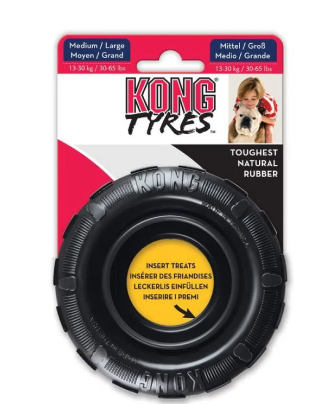 Medium / Large
Moyen / Grand
13-30 kg / 30-65 lbs
Mittel / Groß
Medio / Grande
13-30 kg / 30-65 lbs
KONG
TYRES™
TOUGHEST
NATURAL
RUBBER
KONG
INSERT TREATS
INSÉRER DES FRIANDISES
LECKERLIS EINFÜLLEN
INSERIRE I PREMI
KONG